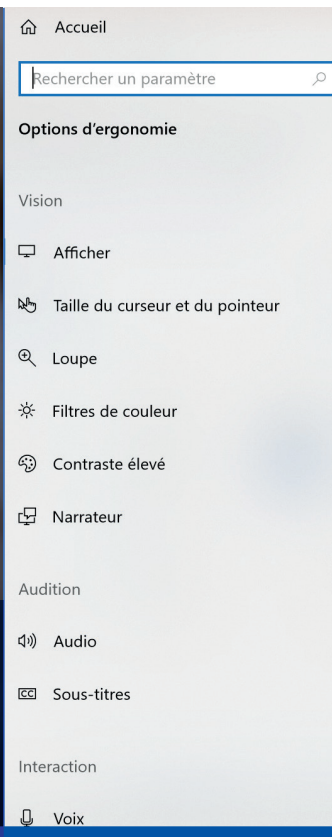 Accueil
Rechercher un paramètre
Options d’ergonomie
Vision
Afficher
Taille du curseur et du pointeur
Loupe
Filtres de couleur
Contraste élevé
Narrateur
Audition
Audio
CC Sous-titres
Interaction
Voix